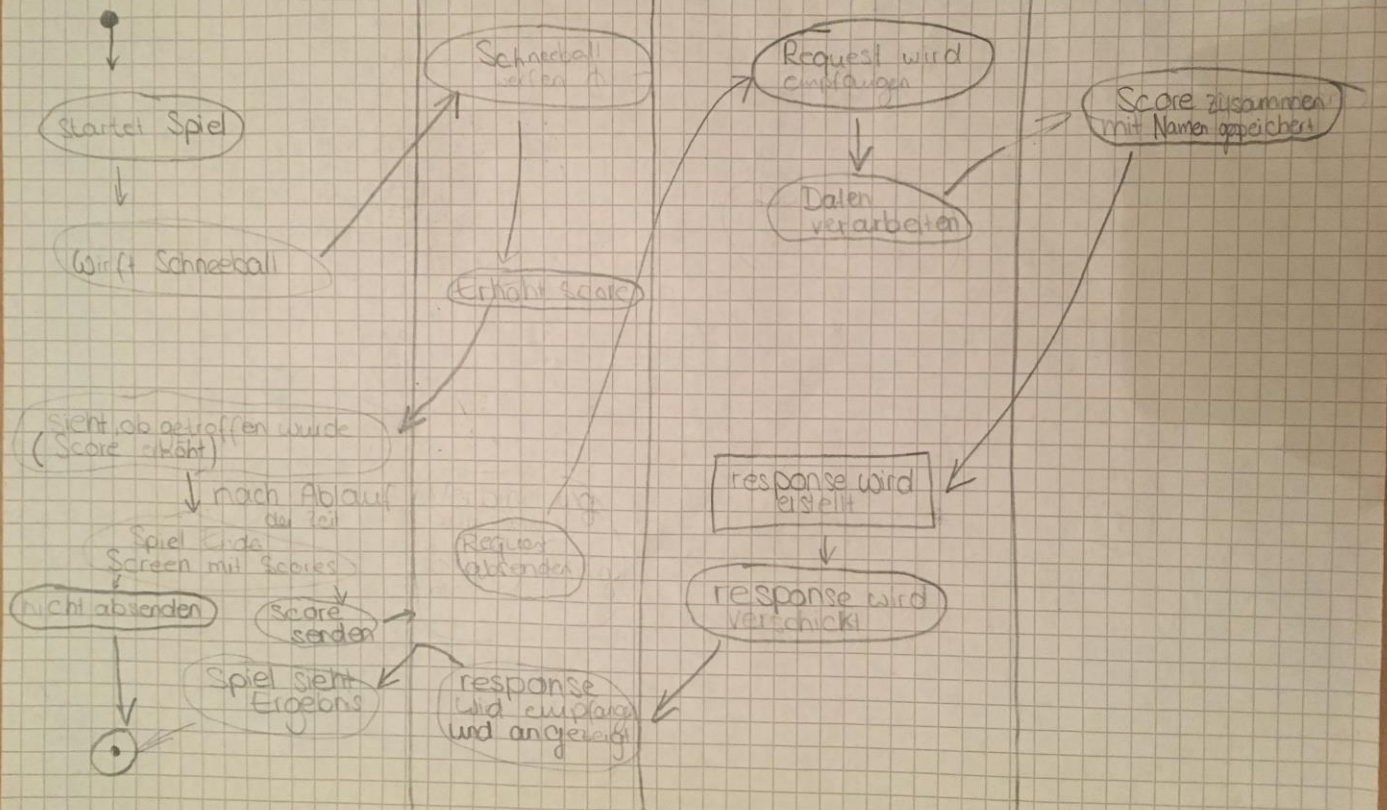 startet Spiel
Wirft Schneeball
Schneeball
werfen
Erhöht score
sieht, ob getroffen wurde
(Score erhöht)
nach Ablauf
der Zeit
Spiel Ende
Screen mit Scores
nicht absenden
score
senden
Spiel sieht
Ergebnis
Request
absenden
response
wird empfangen
und angezeigt
Request wird
empfangen
Daten
verarbeiten
response wird
erstellt
response wird
verschickt
Score zusammen
mit Namen gespeichert